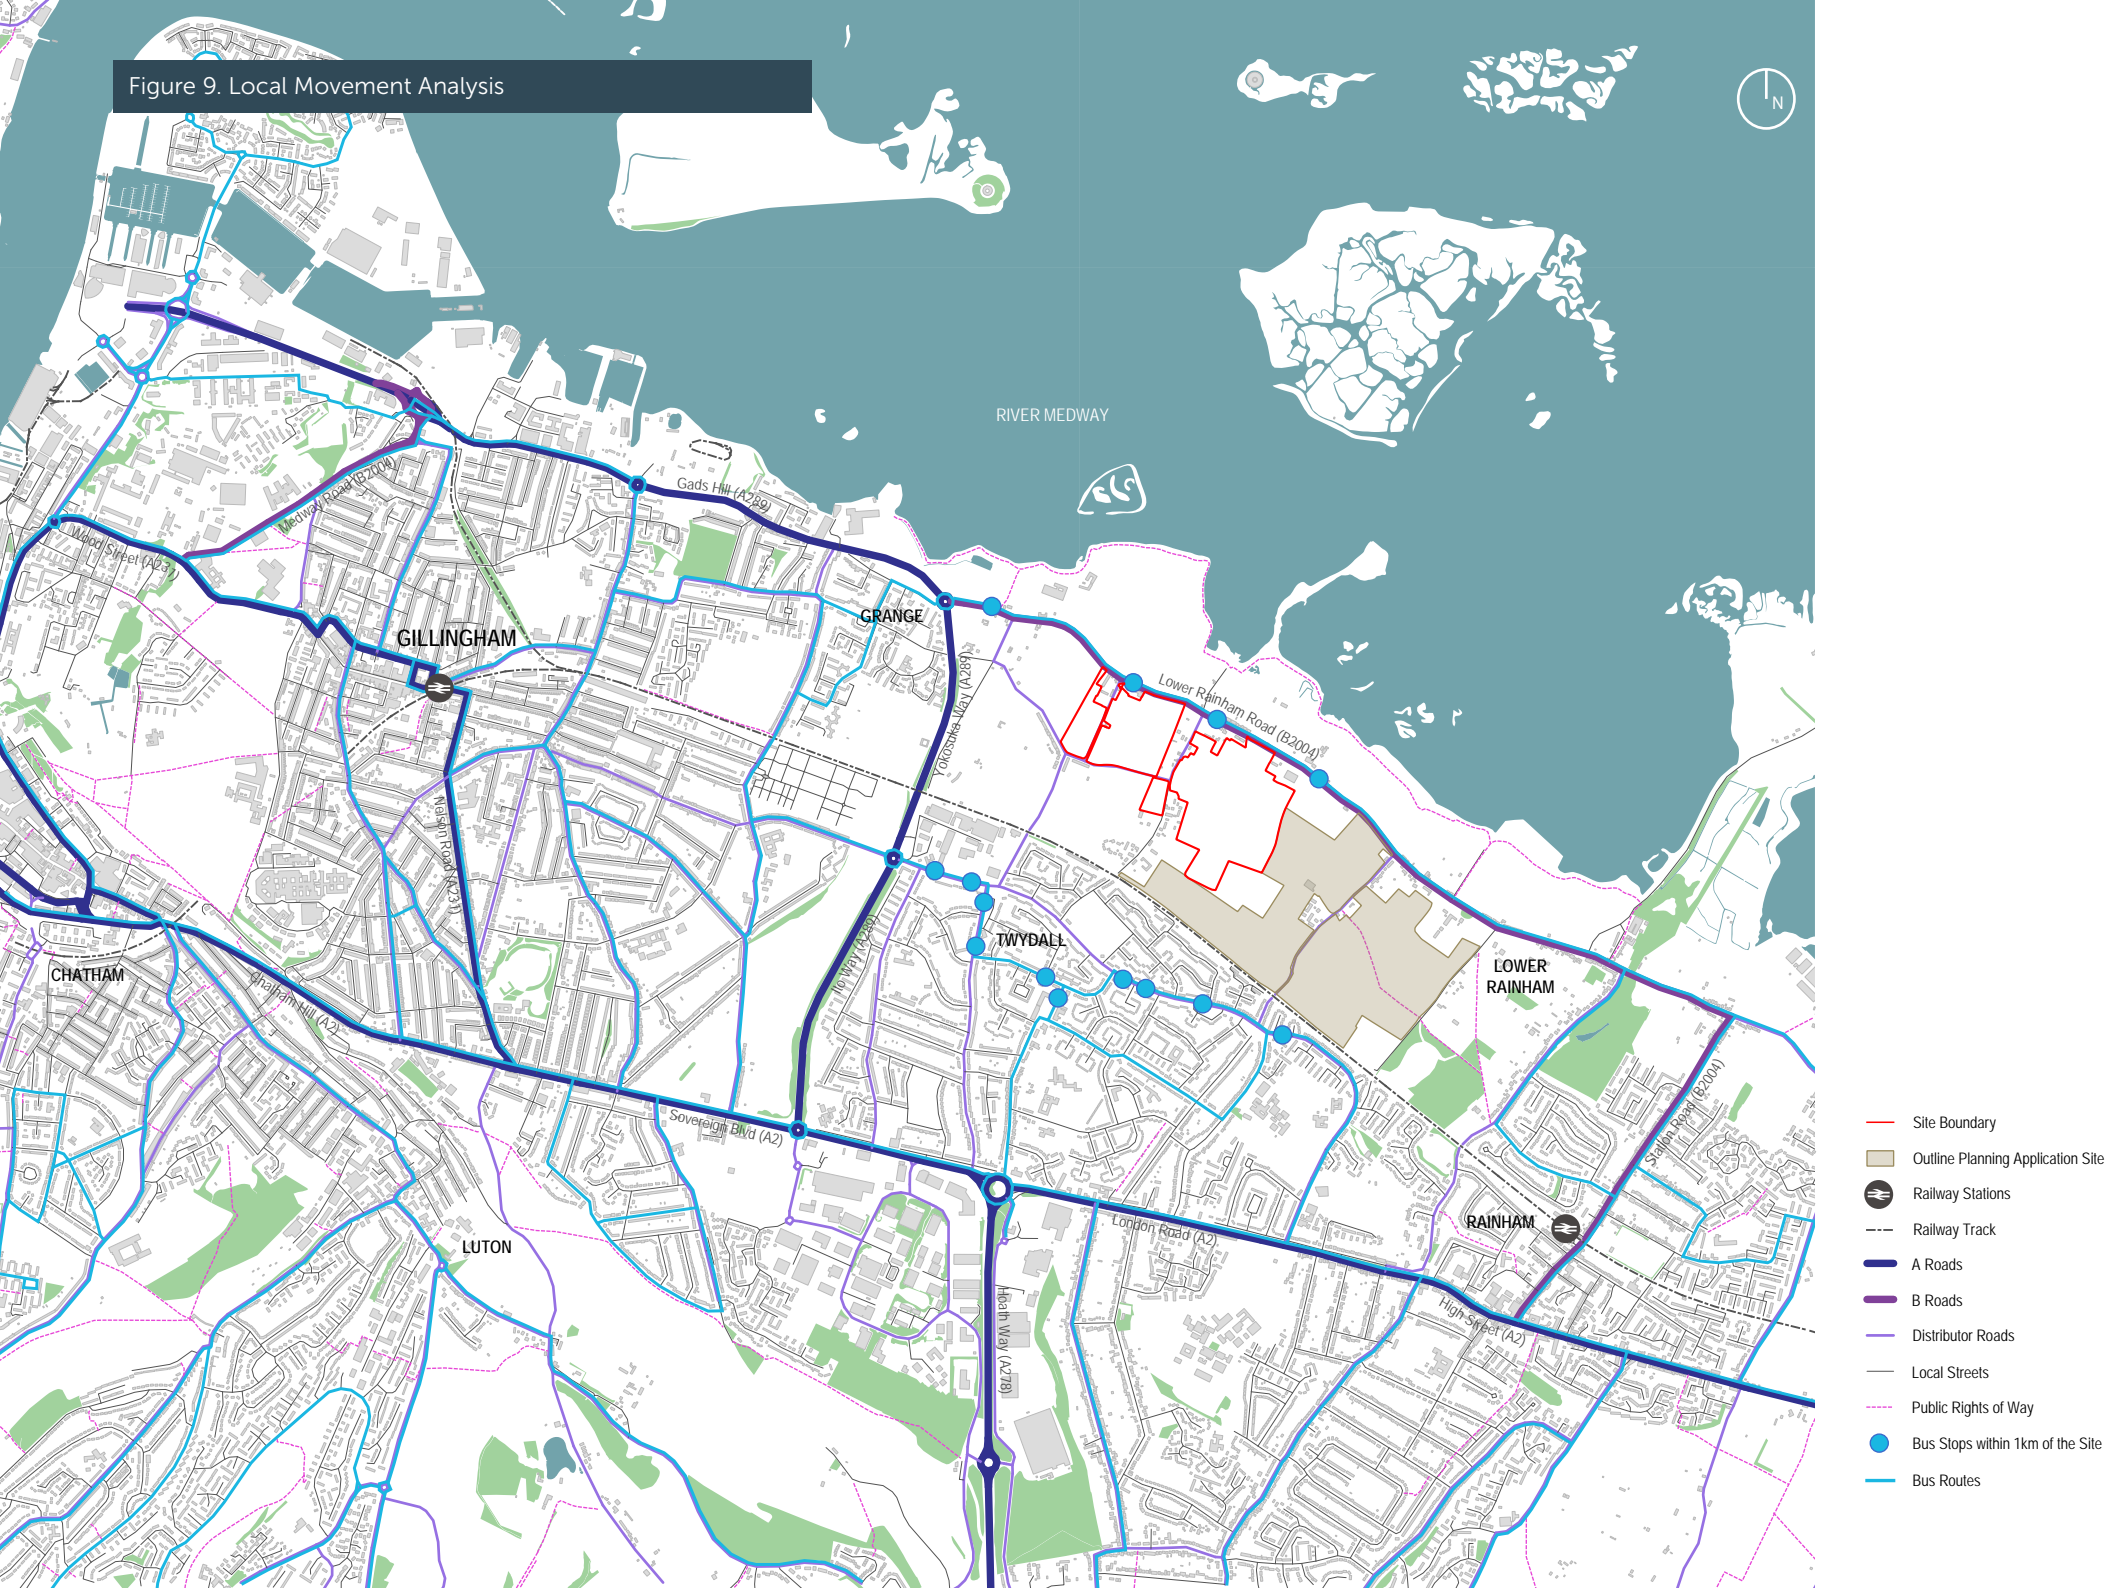 Figure 9. Local Movement Analysis
N
RIVER MEDWAY
Gads Hill (A289)
Medway Road (B2004)
Wood Street (A231)
GRANGE
GILLINGHAM
Yokosuka Way (A289)
Lower Rainham Road (B2004)
Nelson Road (A231)
TWYDALL
Ito Way (A289)
LOWER
RAINHAM
CHATHAM
Chatham Hill (A2)
Sovereign Blvd (A2)
Station Road (B2004)
London Road (A2)
RAINHAM
LUTON
Hoath Way (A278)
High Street (A2)
Site Boundary
Outline Planning Application Site
Railway Stations
Railway Track
A Roads
B Roads
Distributor Roads
Local Streets
Public Rights of Way
Bus Stops within 1km of the Site
Bus Routes